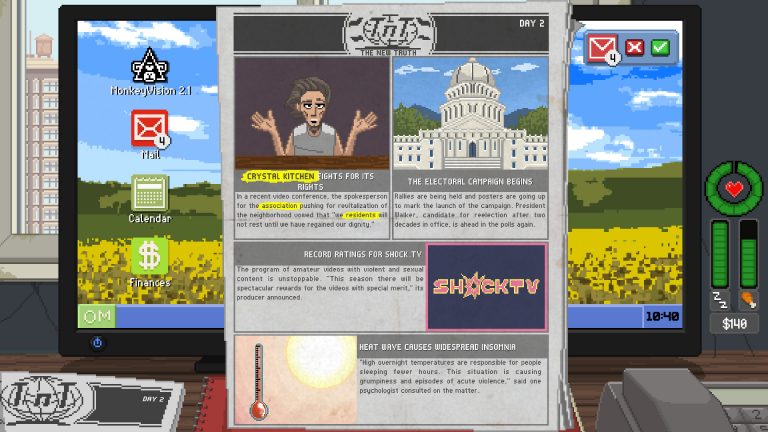 TnT
THE NEW TRUTH
DAY 2
4
MonkeyVision 2.1
Mail
4
Calendar
$
Finances
OM
CRYSTAL KITCHEN FIGHTS FOR ITS
RIGHTS
In a recent video conference, the spokesperson
for the association pushing for revitalization of
the neighborhood vowed that "we residents will
not rest until we have regained our dignity."
THE ELECTORAL CAMPAIGN BEGINS
Rallies are being held and posters are going up
to mark the launch of the campaign. President
Walker, candidate for reelection after two
decades in office, is ahead in the polls again.
RECORD RATINGS FOR SHOCK TV
The program of amateur videos with violent and sexual
content is unstoppable. "This season there will be
spectacular rewards for the videos with special merit," its
producer announced.
SHOCKTV
HEAT WAVE CAUSES WIDESPREAD INSOMNIA
"High overnight temperatures are responsible for people
sleeping fewer hours. This situation is causing
grumpiness and episodes of acute violence," said one
psychologist consulted on the matter.
10:40
Z Z
$140
TnT
DAY 2